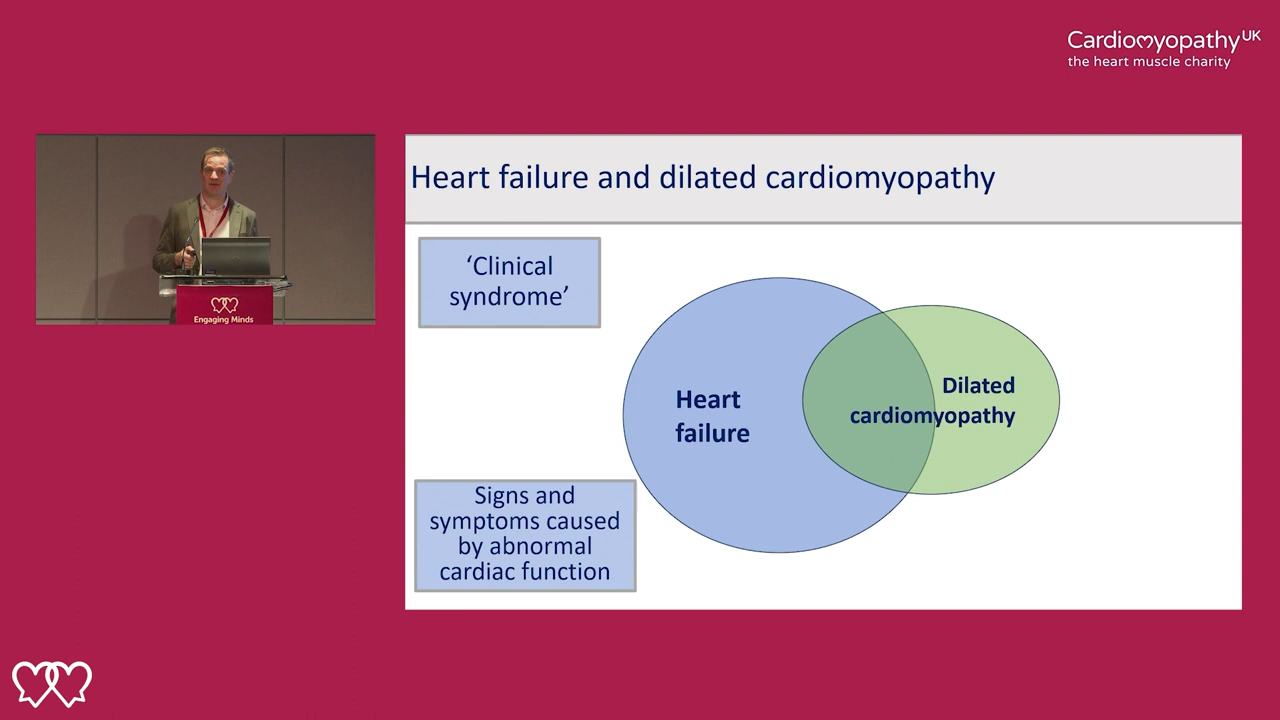 Cardiomyopathy UK
the heart muscle charity
Engaging Minds
Heart failure and dilated cardiomyopathy
‘Clinical
syndrome’
Heart
failure
Dilated
cardiomyopathy
Signs and
symptoms caused
by abnormal
cardiac function